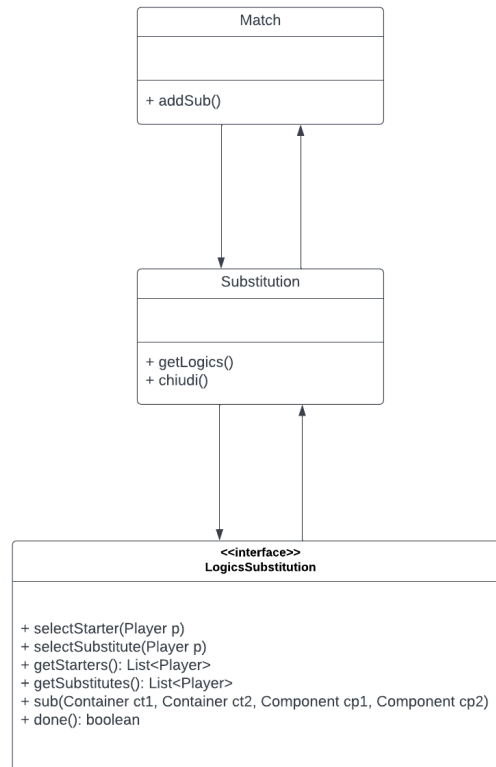 Match
+ addSub()
Substitution
+ getLogics()
+ chiudi()
<<interface>>
LogicsSubstitution
+ selectStarter(Player p)
+ selectSubstitute(Player p)
+ getStarters(): List<Player>
+ getSubstitutes(): List<Player>
+ sub(Container ct1, Container ct2, Component cp1, Component cp2)
+ done(): boolean